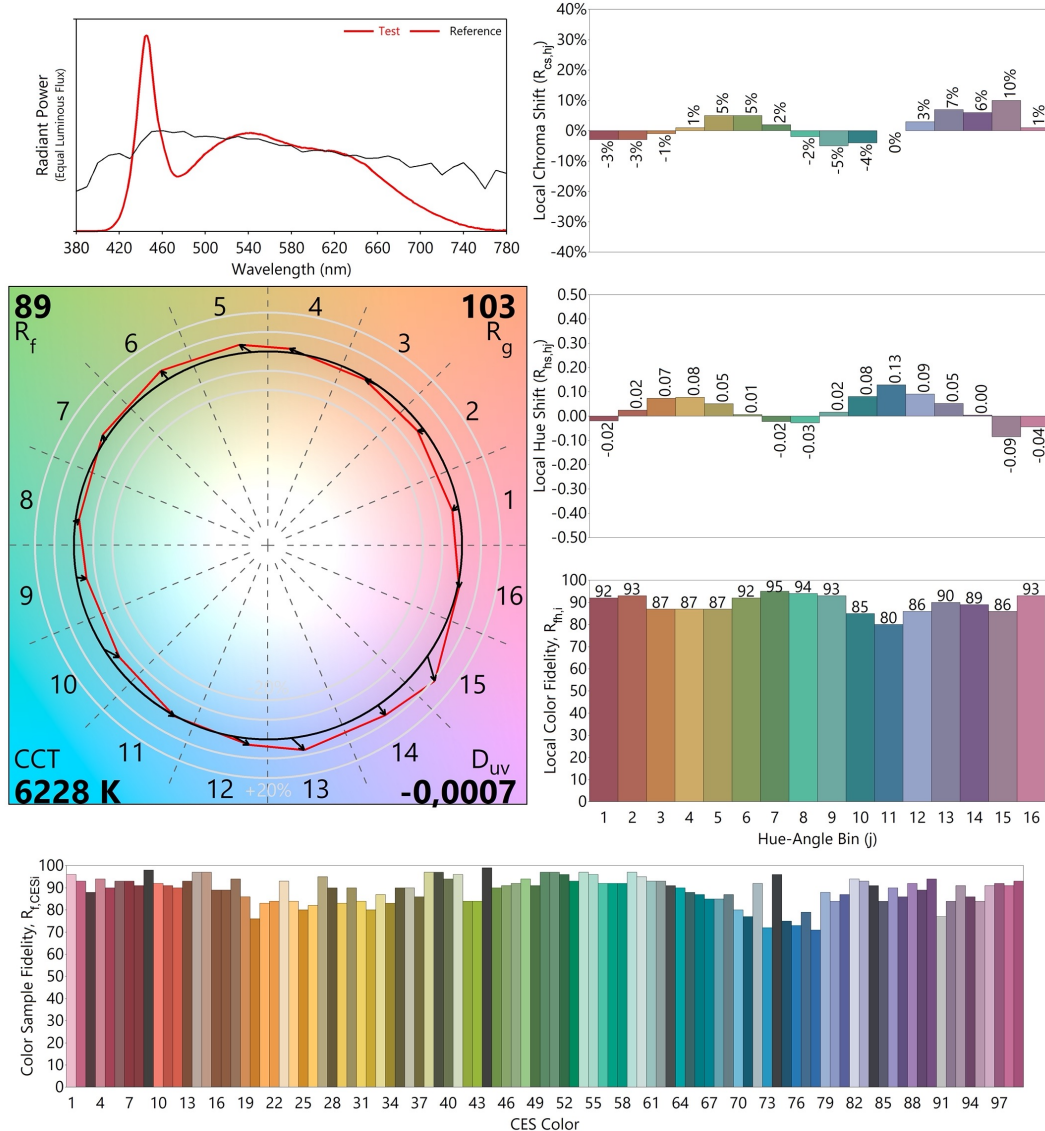 Test
Reference
Radiant Power
(Equal Luminous Flux)
380 420 460 500 540 580 620 660 700 740 780
Wavelength (nm)
Local Chroma Shift (Rcs,hj)
40%
30%
20%
10%
0%
-10%
-20%
-30%
-40%
-3% -3% -1% 1% 5% 5% 2% -2% -5% -4% 0% 3% 7% 6% 10% 1%
89
Rf
103
Rg
5 4
6 3
7 2
8 1
9 16
10 15
11 14
12 +20% 13
CCT
6228 K
Duv
-0,0007
Local Hue Shift (Rhs,hj)
0.50
0.40
0.30
0.20
0.10
0.00
-0.10
-0.20
-0.30
-0.40
-0.50
-0.02 0.02 0.07 0.08 0.05 0.01 -0.02 -0.03 0.02 0.08 0.13 0.09 0.05 0.00 -0.09 -0.04
Local Color Fidelity, Rfh,i
100
90
80
70
60
50
40
30
20
10
0
92 93 87 87 87 92 95 94 93 85 80 86 90 89 86 93
1 2 3 4 5 6 7 8 9 10 11 12 13 14 15 16
Hue-Angle Bin (j)
Color Sample Fidelity, Rf,CESi
100
90
80
70
60
50
40
30
20
10
0
1 4 7 10 13 16 19 22 25 28 31 34 37 40 43 46 49 52 55 58 61 64 67 70 73 76 79 82 85 88 91 94 97
CES Color